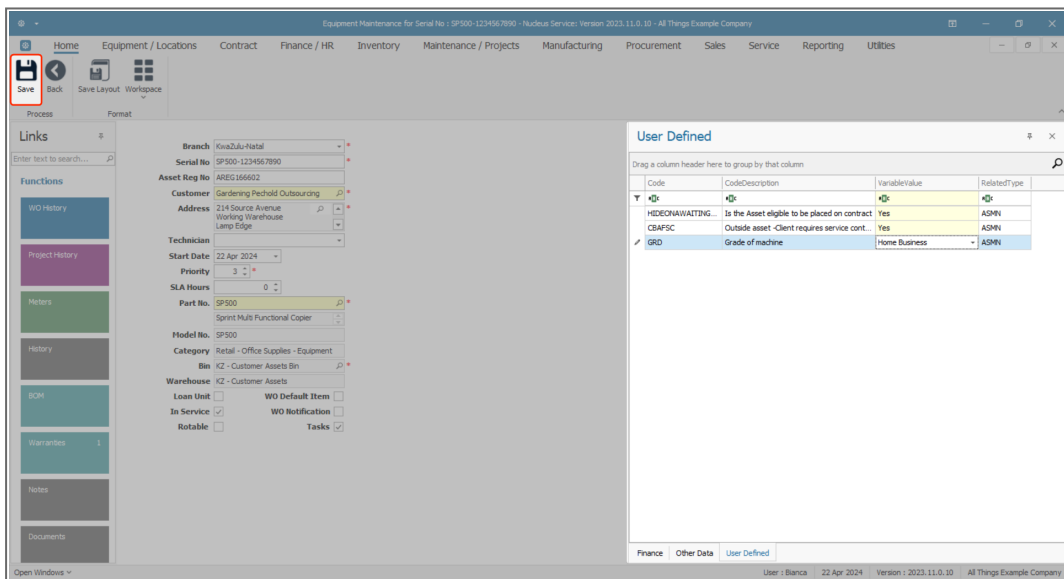 Equipment Maintenance for Serial No : SP500-1234567890 - Nucleus Service: Version 2023.11.0.10 - All Things Example Company
Home Equipment / Locations Contract Finance / HR Inventory Maintenance / Projects Manufacturing Procurement Sales Service Reporting Utilities
Save Back Save Layout Workspace
Process Format
Links
Enter text to search...
Functions
WO History
Project History
Meters
History
BOM
Warranties 1
Notes
Documents
Branch KwaZulu-Natal *
Serial No SP500-1234567890 *
Asset Reg No AREG166602
Customer Gardening Pechold Outsourcing *
Address 214 Source Avenue *
Working Warehouse
Lamp Edge
Technician
Start Date 22 Apr 2024
Priority 3 *
SLA Hours 0
Part No. SP500 *
Sprint Multi Functional Copier
Model No. SP500
Category Retail - Office Supplies - Equipment
Bin KZ - Customer Assets Bin *
Warehouse KZ - Customer Assets
Loan Unit WO Default Item
In Service WO Notification
Rotable Tasks
User Defined
Drag a column header here to group by that column
Code CodeDescription VariableValue RelatedType
HIDEONAWAITING... Is the Asset eligible to be placed on contract Yes ASMN
CBAFSC Outside asset -Client requires service cont... Yes ASMN
GRD Grade of machine Home Business ASMN
Finance Other Data User Defined
Open Windows User : Bianca 22 Apr 2024 Version : 2023.11.0.10 All Things Example Company